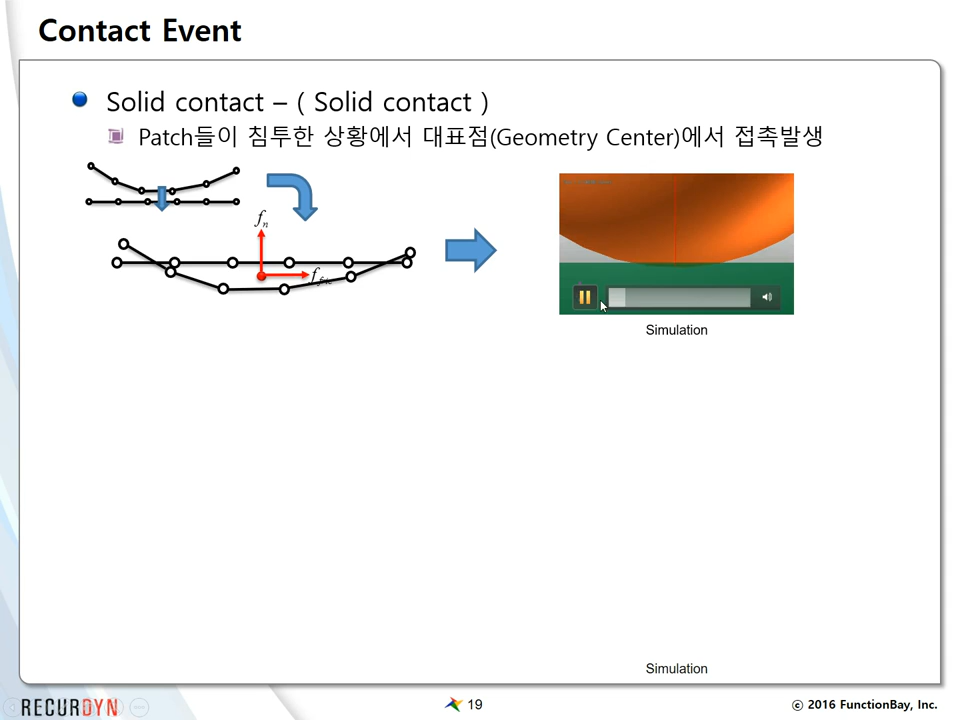 Contact Event
Solid contact – ( Solid contact )
Patch들이 침투한 상황에서 대표점(Geometry Center)에서 접촉발생
fn
Simulation
Simulation
RECURDYN
19
© 2016 FunctionBay, Inc.